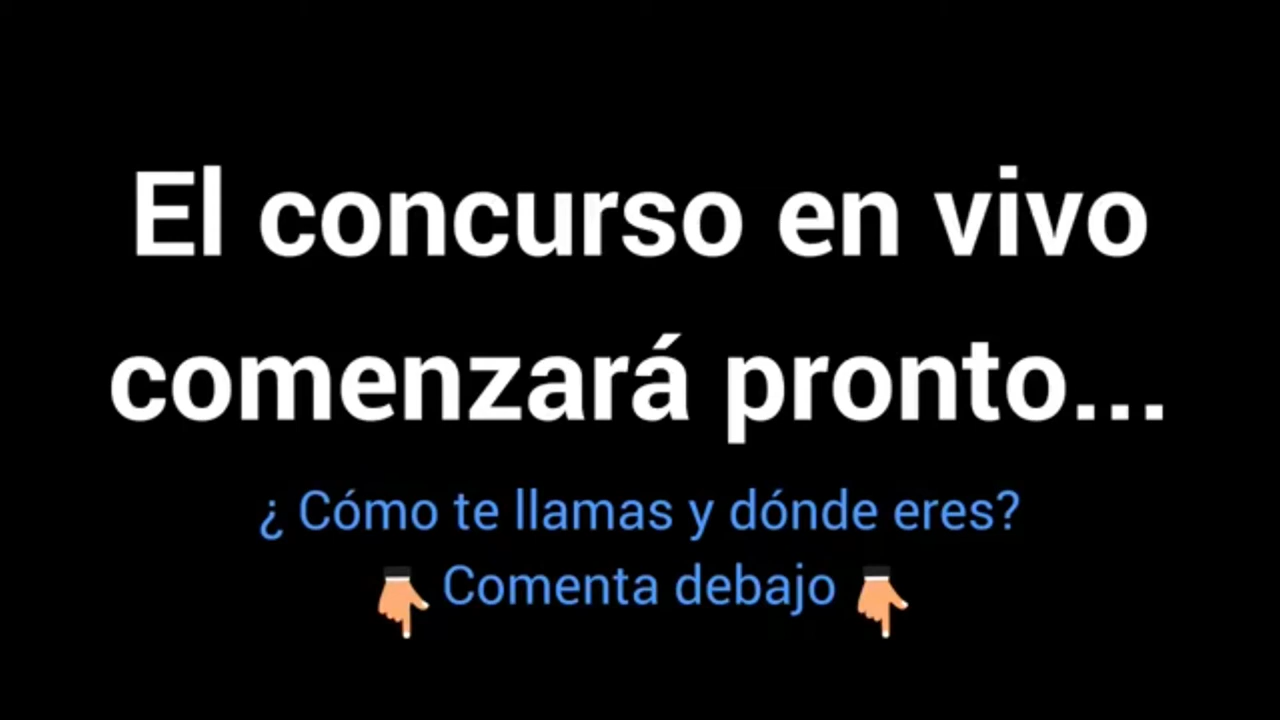 El concurso en vivo
comenzará pronto...
¿ Cómo te llamas y dónde eres?
👇 Comenta debajo 👇